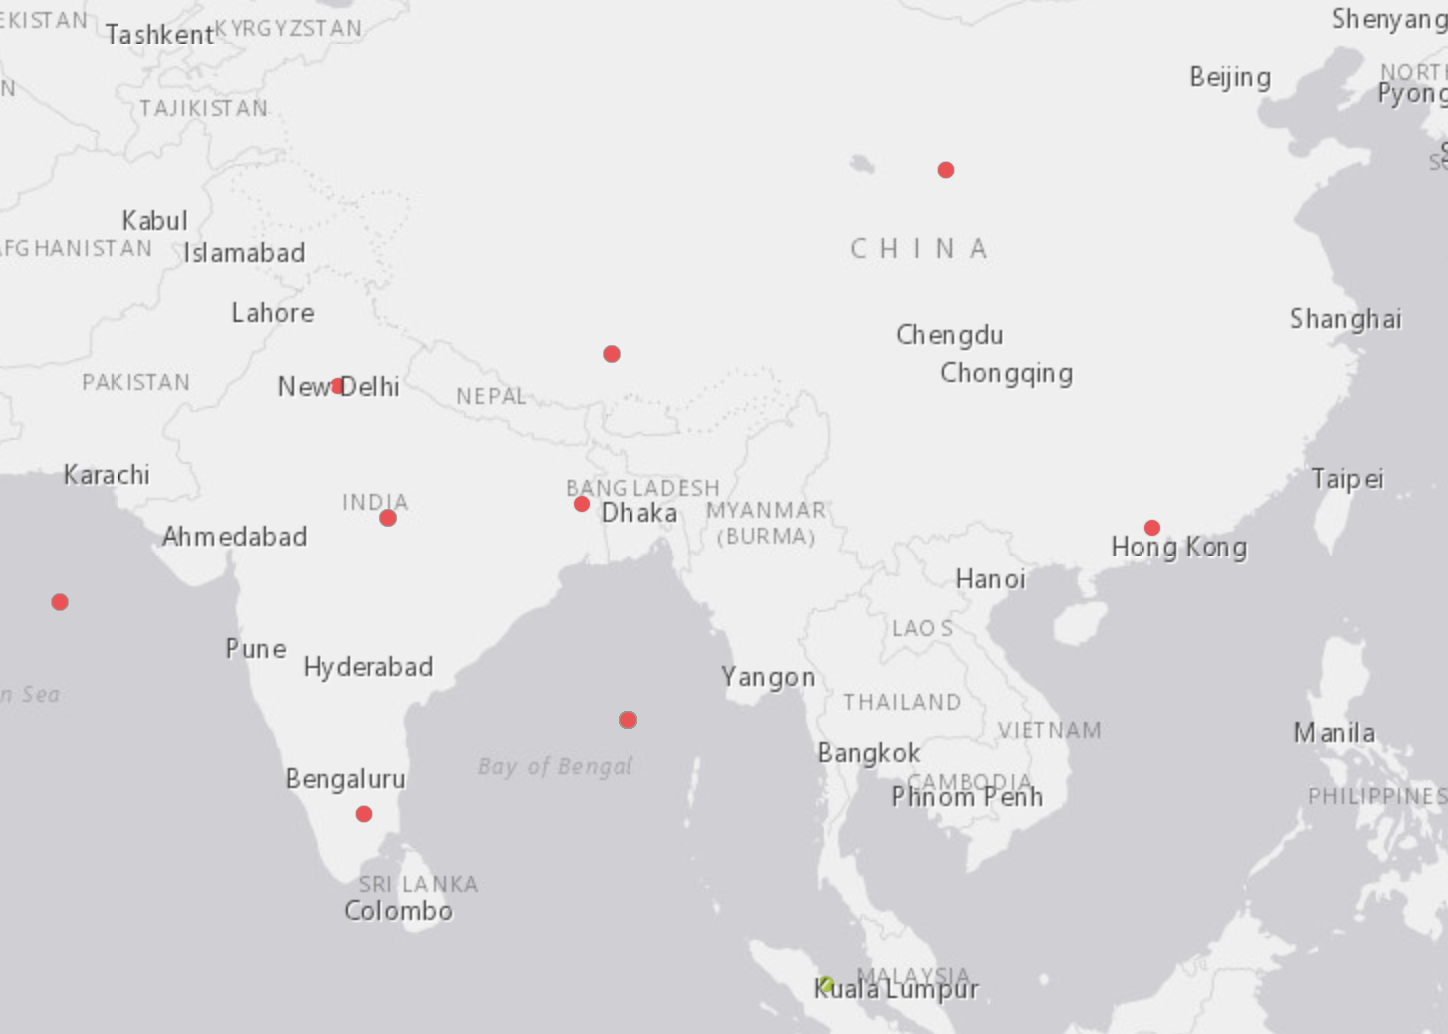 EKISTAN
Tashkent
KYRGYZSTAN
Shenyang
Beijing
NORTH
Pyong
N
TAJIKISTAN
S
Se
Kabul
AFGHANISTAN
Islamabad
CHINA
Lahore
Shanghai
Chengdu
Chongqing
PAKISTAN
New Delhi
NEPAL
Karachi
Taipei
INDIA
BANGLADESH
Dhaka
MYANMAR
(BURMA)
Ahmedabad
Hong Kong
Hanoi
LAOS
Pune
Hyderabad
Yangon
n Sea
THAILAND
VIETNAM
Manila
Bangkok
Bay of Bengal
Bengaluru
CAMBODIA
Phnom Penh
PHILIPPINES
SRI LANKA
Colombo
MALAYSIA
Kuala Lumpur